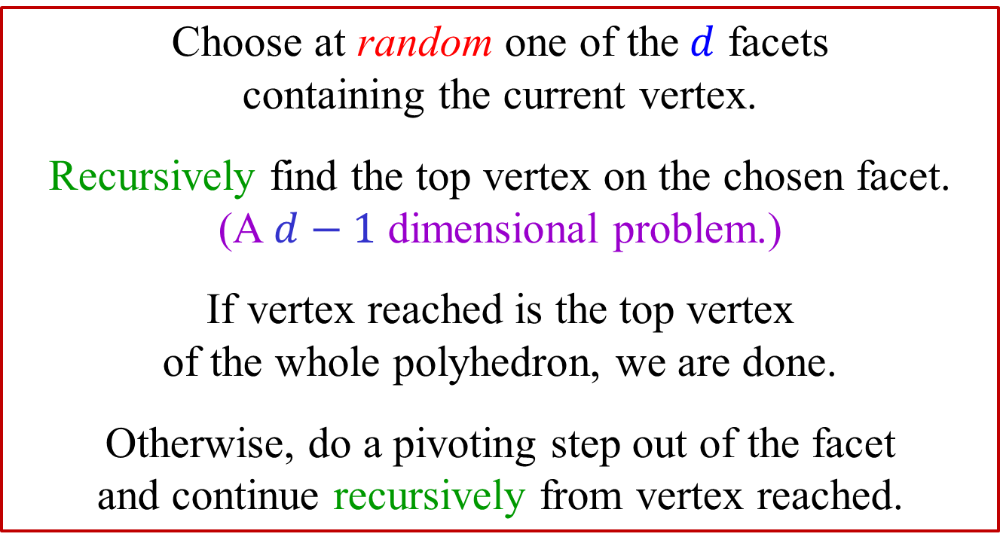 Choose at random one of the d facets
containing the current vertex.
Recursively find the top vertex on the chosen facet.
(A d − 1 dimensional problem.)
If vertex reached is the top vertex
of the whole polyhedron, we are done.
Otherwise, do a pivoting step out of the facet
and continue recursively from vertex reached.